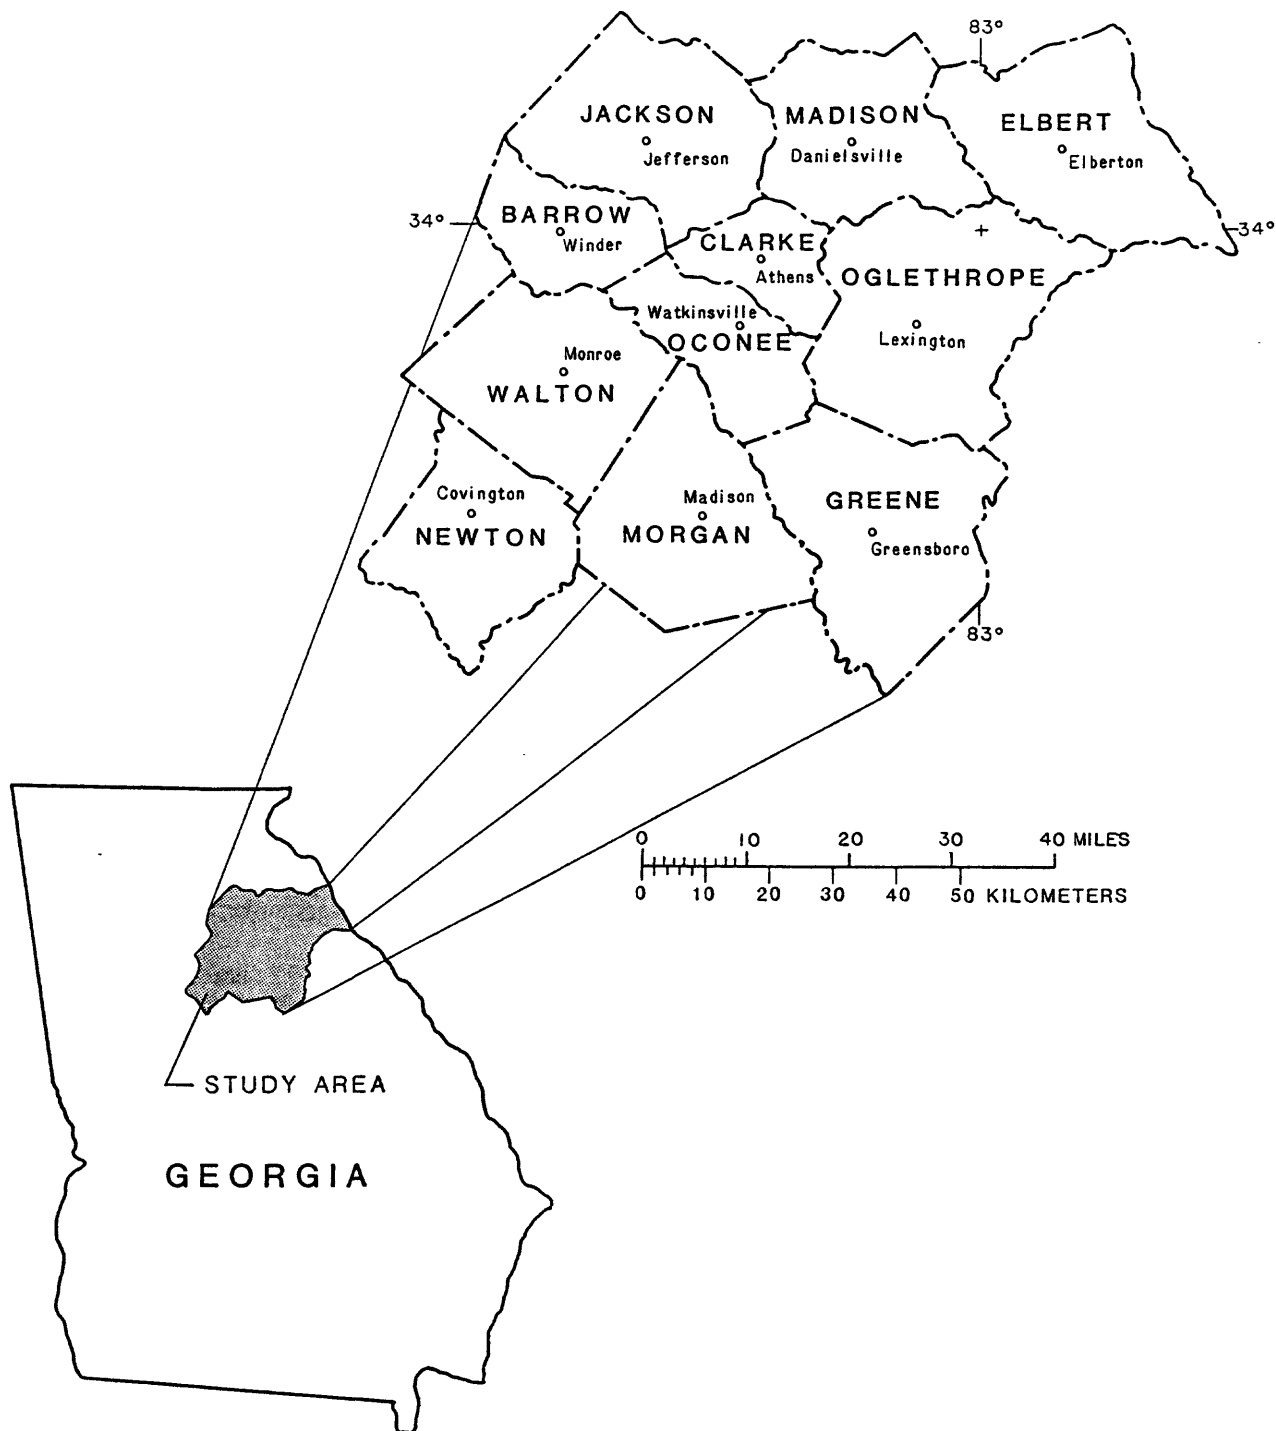 83°
JACKSON
Jefferson
MADISON
Danielsville
ELBERT
Elberton
34°
BARROW
Winder
CLARKE
Athens
34°
OGLETHROPE
Lexington
Watkinsville
OCONEE
Monroe
WALTON
Covington
NEWTON
Madison
MORGAN
GREENE
Greensboro
83°
0 10 20 30 40 MILES
0 10 20 30 40 50 KILOMETERS
STUDY AREA
GEORGIA